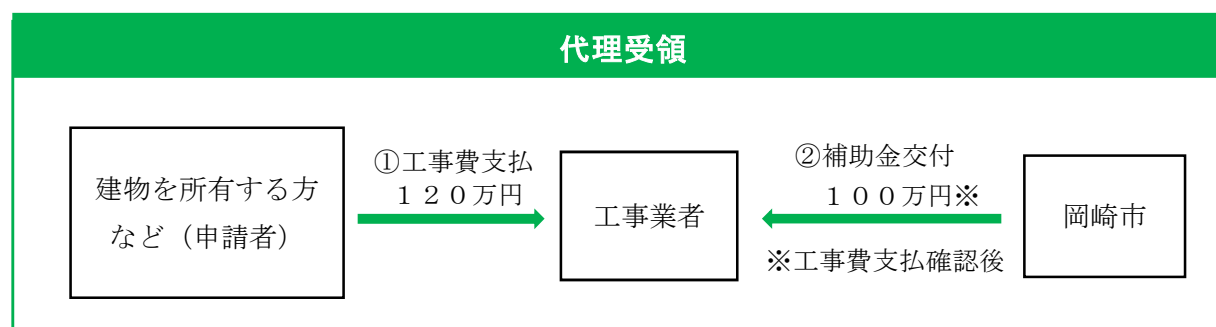 代理受領
建物を所有する方
など（申請者）
①工事費支払
１２０万円
工事業者
②補助金交付
１００万円※
※工事費支払確認後
岡崎市